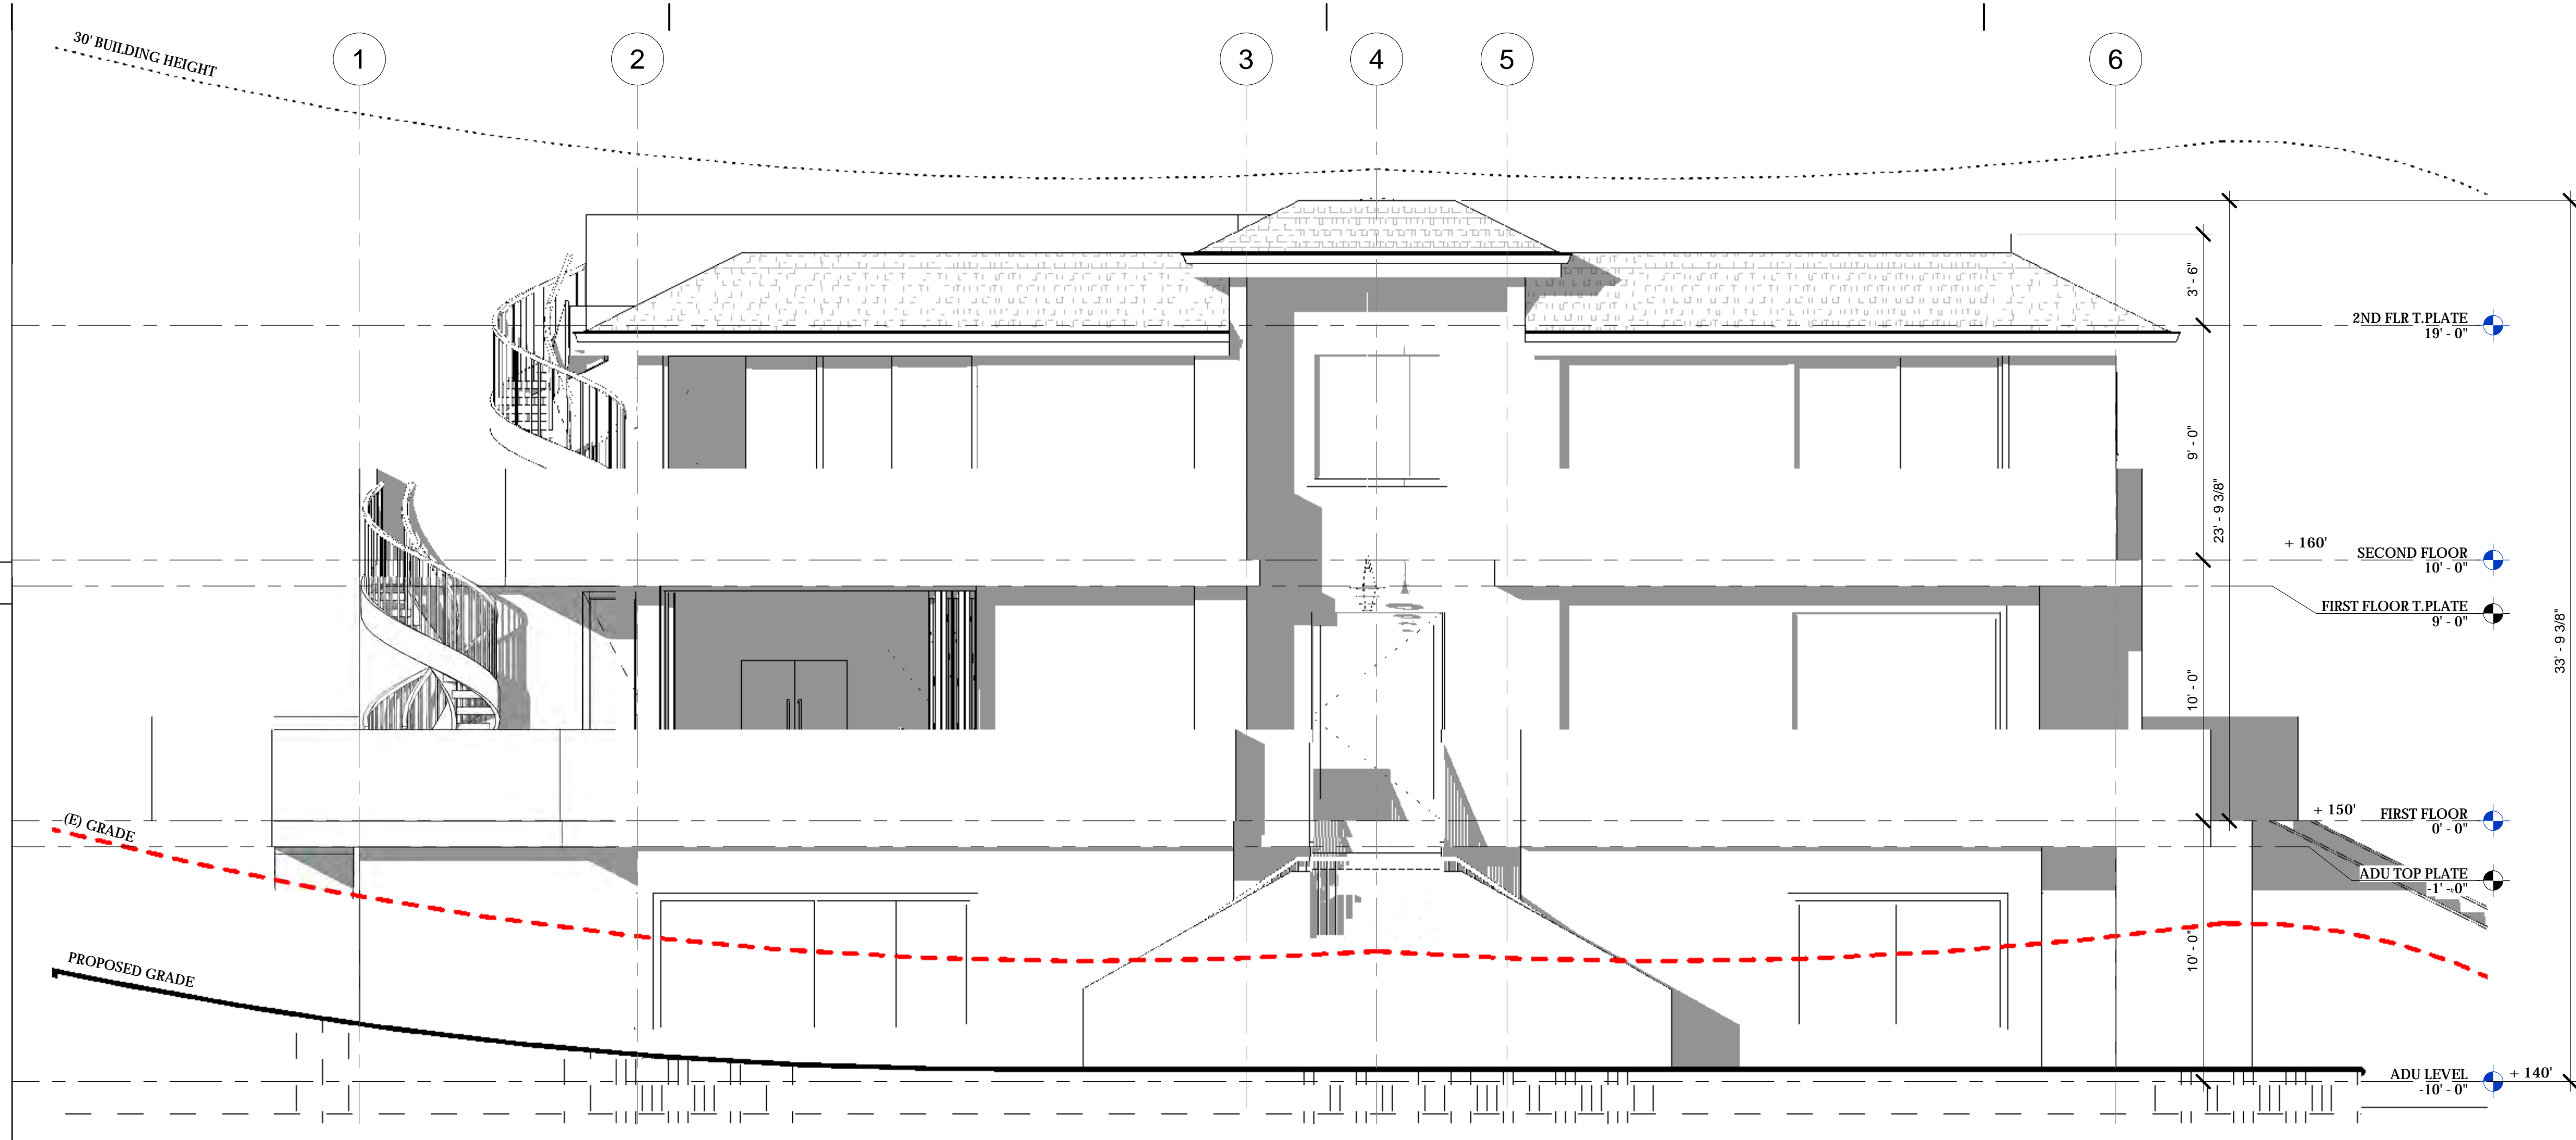 30' BUILDING HEIGHT
1
2
3
4
5
6
3' - 6"
2ND FLR T.PLATE
19' - 0"
9' - 0"
23' - 9 3/8"
+ 160'
SECOND FLOOR
10' - 0"
FIRST FLOOR T.PLATE
9' - 0"
33' - 9 3/8"
10' - 0"
+ 150'
FIRST FLOOR
0' - 0"
(E) GRADE
ADU TOP PLATE
-1' - 0"
10' - 0"
PROPOSED GRADE
ADU LEVEL
-10' - 0"
+ 140'